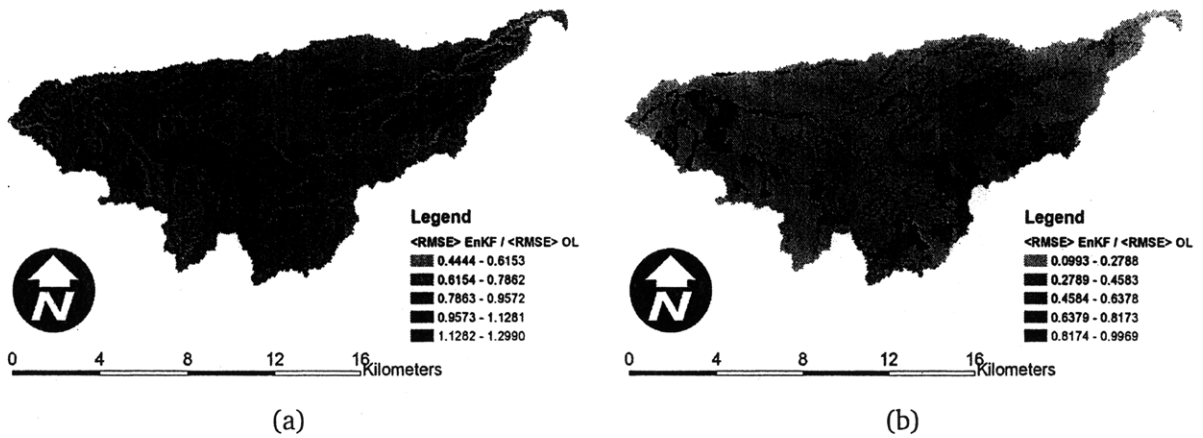 Legend
<RMSE> EnKF / <RMSE> OL
0.4444 - 0.6153
0.6154 - 0.7862
0.7863 - 0.9572
0.9573 - 1.1281
1.1282 - 1.2990
N
0 4 8 12 16
Kilometers
(a)
Legend
<RMSE> EnKF / <RMSE> OL
0.0993 - 0.2788
0.2789 - 0.4583
0.4584 - 0.6378
0.6379 - 0.8173
0.8174 - 0.9969
N
0 4 8 12 16
Kilometers
(b)